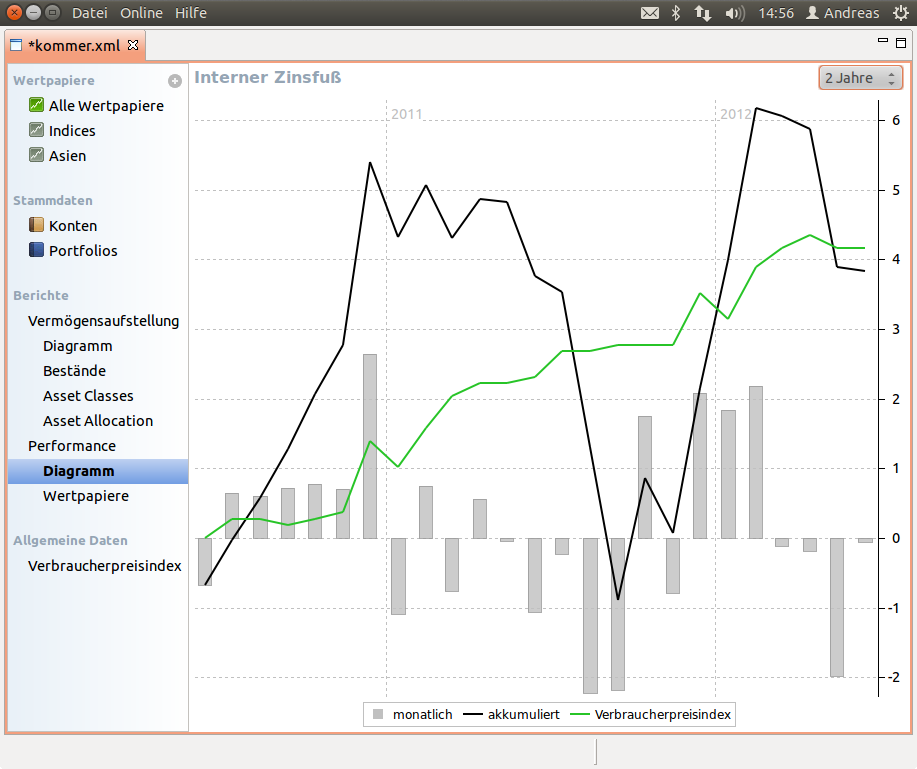 Datei Online Hilfe 14:56 Andreas
*kommer.xml
Wertpapiere
Alle Wertpapiere
Indices
Asien
Stammdaten
Konten
Portfolios
Berichte
Vermögensaufstellung
Diagramm
Bestände
Asset Classes
Asset Allocation
Performance
Diagramm
Wertpapiere
Allgemeine Daten
Verbraucherpreisindex
Interner Zinsfuß
2 Jahre
2011
2012
6
5
4
3
2
1
0
-1
-2
monatlich akkumuliert Verbraucherpreisindex